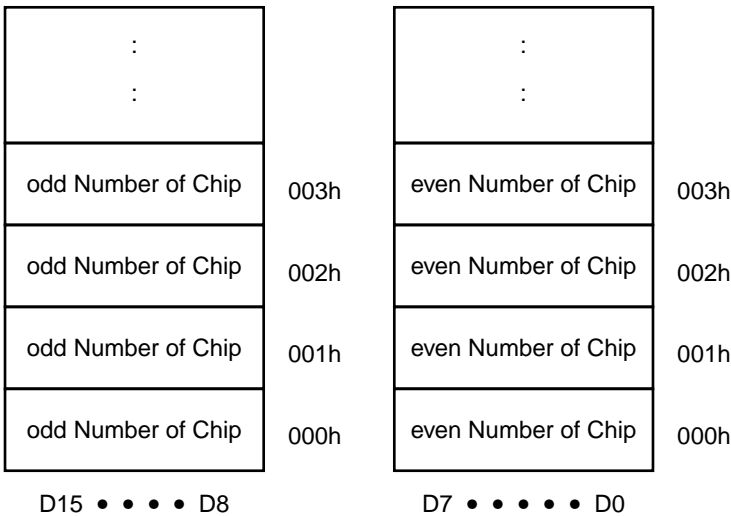 : :
: :
odd Number of Chip 003h even Number of Chip 003h
odd Number of Chip 002h even Number of Chip 002h
odd Number of Chip 001h even Number of Chip 001h
odd Number of Chip 000h even Number of Chip 000h
D15 • • • • D8 D7 • • • • • D0